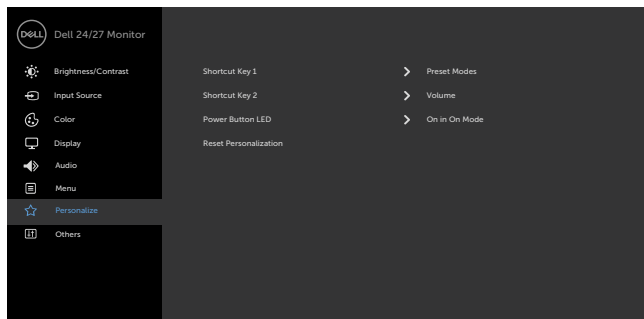 DELL Dell 24/27 Monitor
Brightness/Contrast Shortcut Key 1 Preset Modes
Input Source Shortcut Key 2 Volume
Color Power Button LED On in On Mode
Display Reset Personalization
Audio
Menu
Personalize
Others